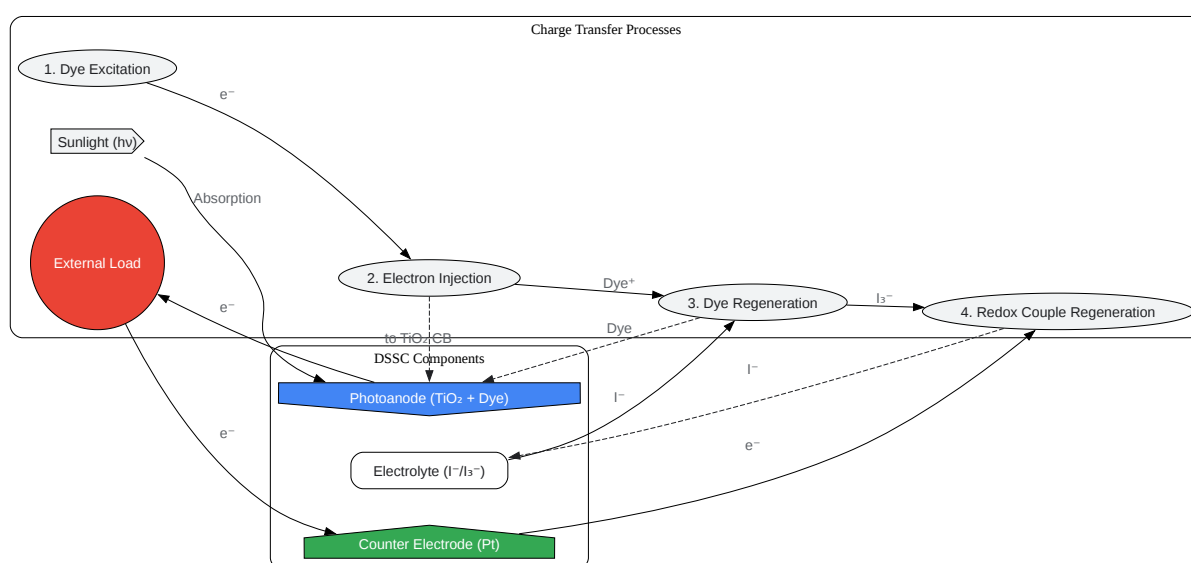 Charge Transfer Processes
1. Dye Excitation
e⁻
Sunlight (hν)
Absorption
External Load
2. Electron Injection
Dye⁺
3. Dye Regeneration
I₃⁻
4. Redox Couple Regeneration
e⁻
to TiO₂ CB
Dye
DSSC Components
I⁻
Photoanode (TiO₂ + Dye)
I⁻
e⁻
e⁻
Electrolyte (I⁻/I₃⁻)
Counter Electrode (Pt)